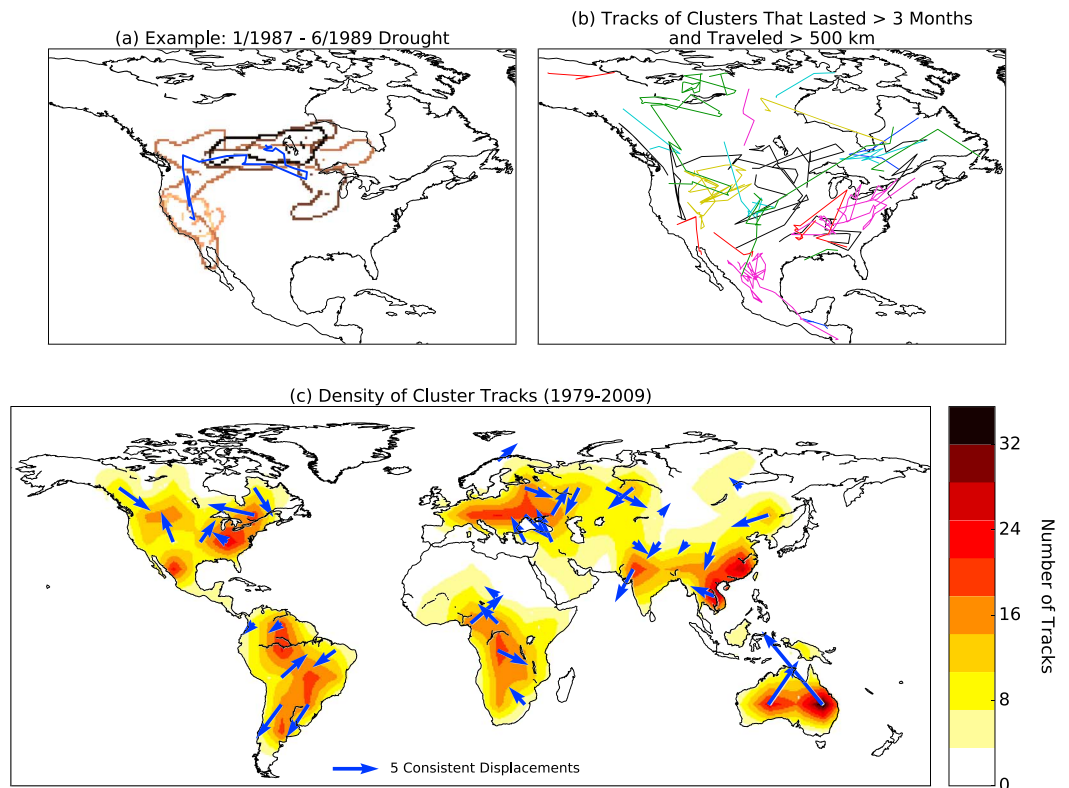 (a) Example: 1/1987 - 6/1989 Drought
(b) Tracks of Clusters That Lasted > 3 Months
and Traveled > 500 km
(c) Density of Cluster Tracks (1979-2009)
32
24
16
8
0
Number of Tracks
5 Consistent Displacements